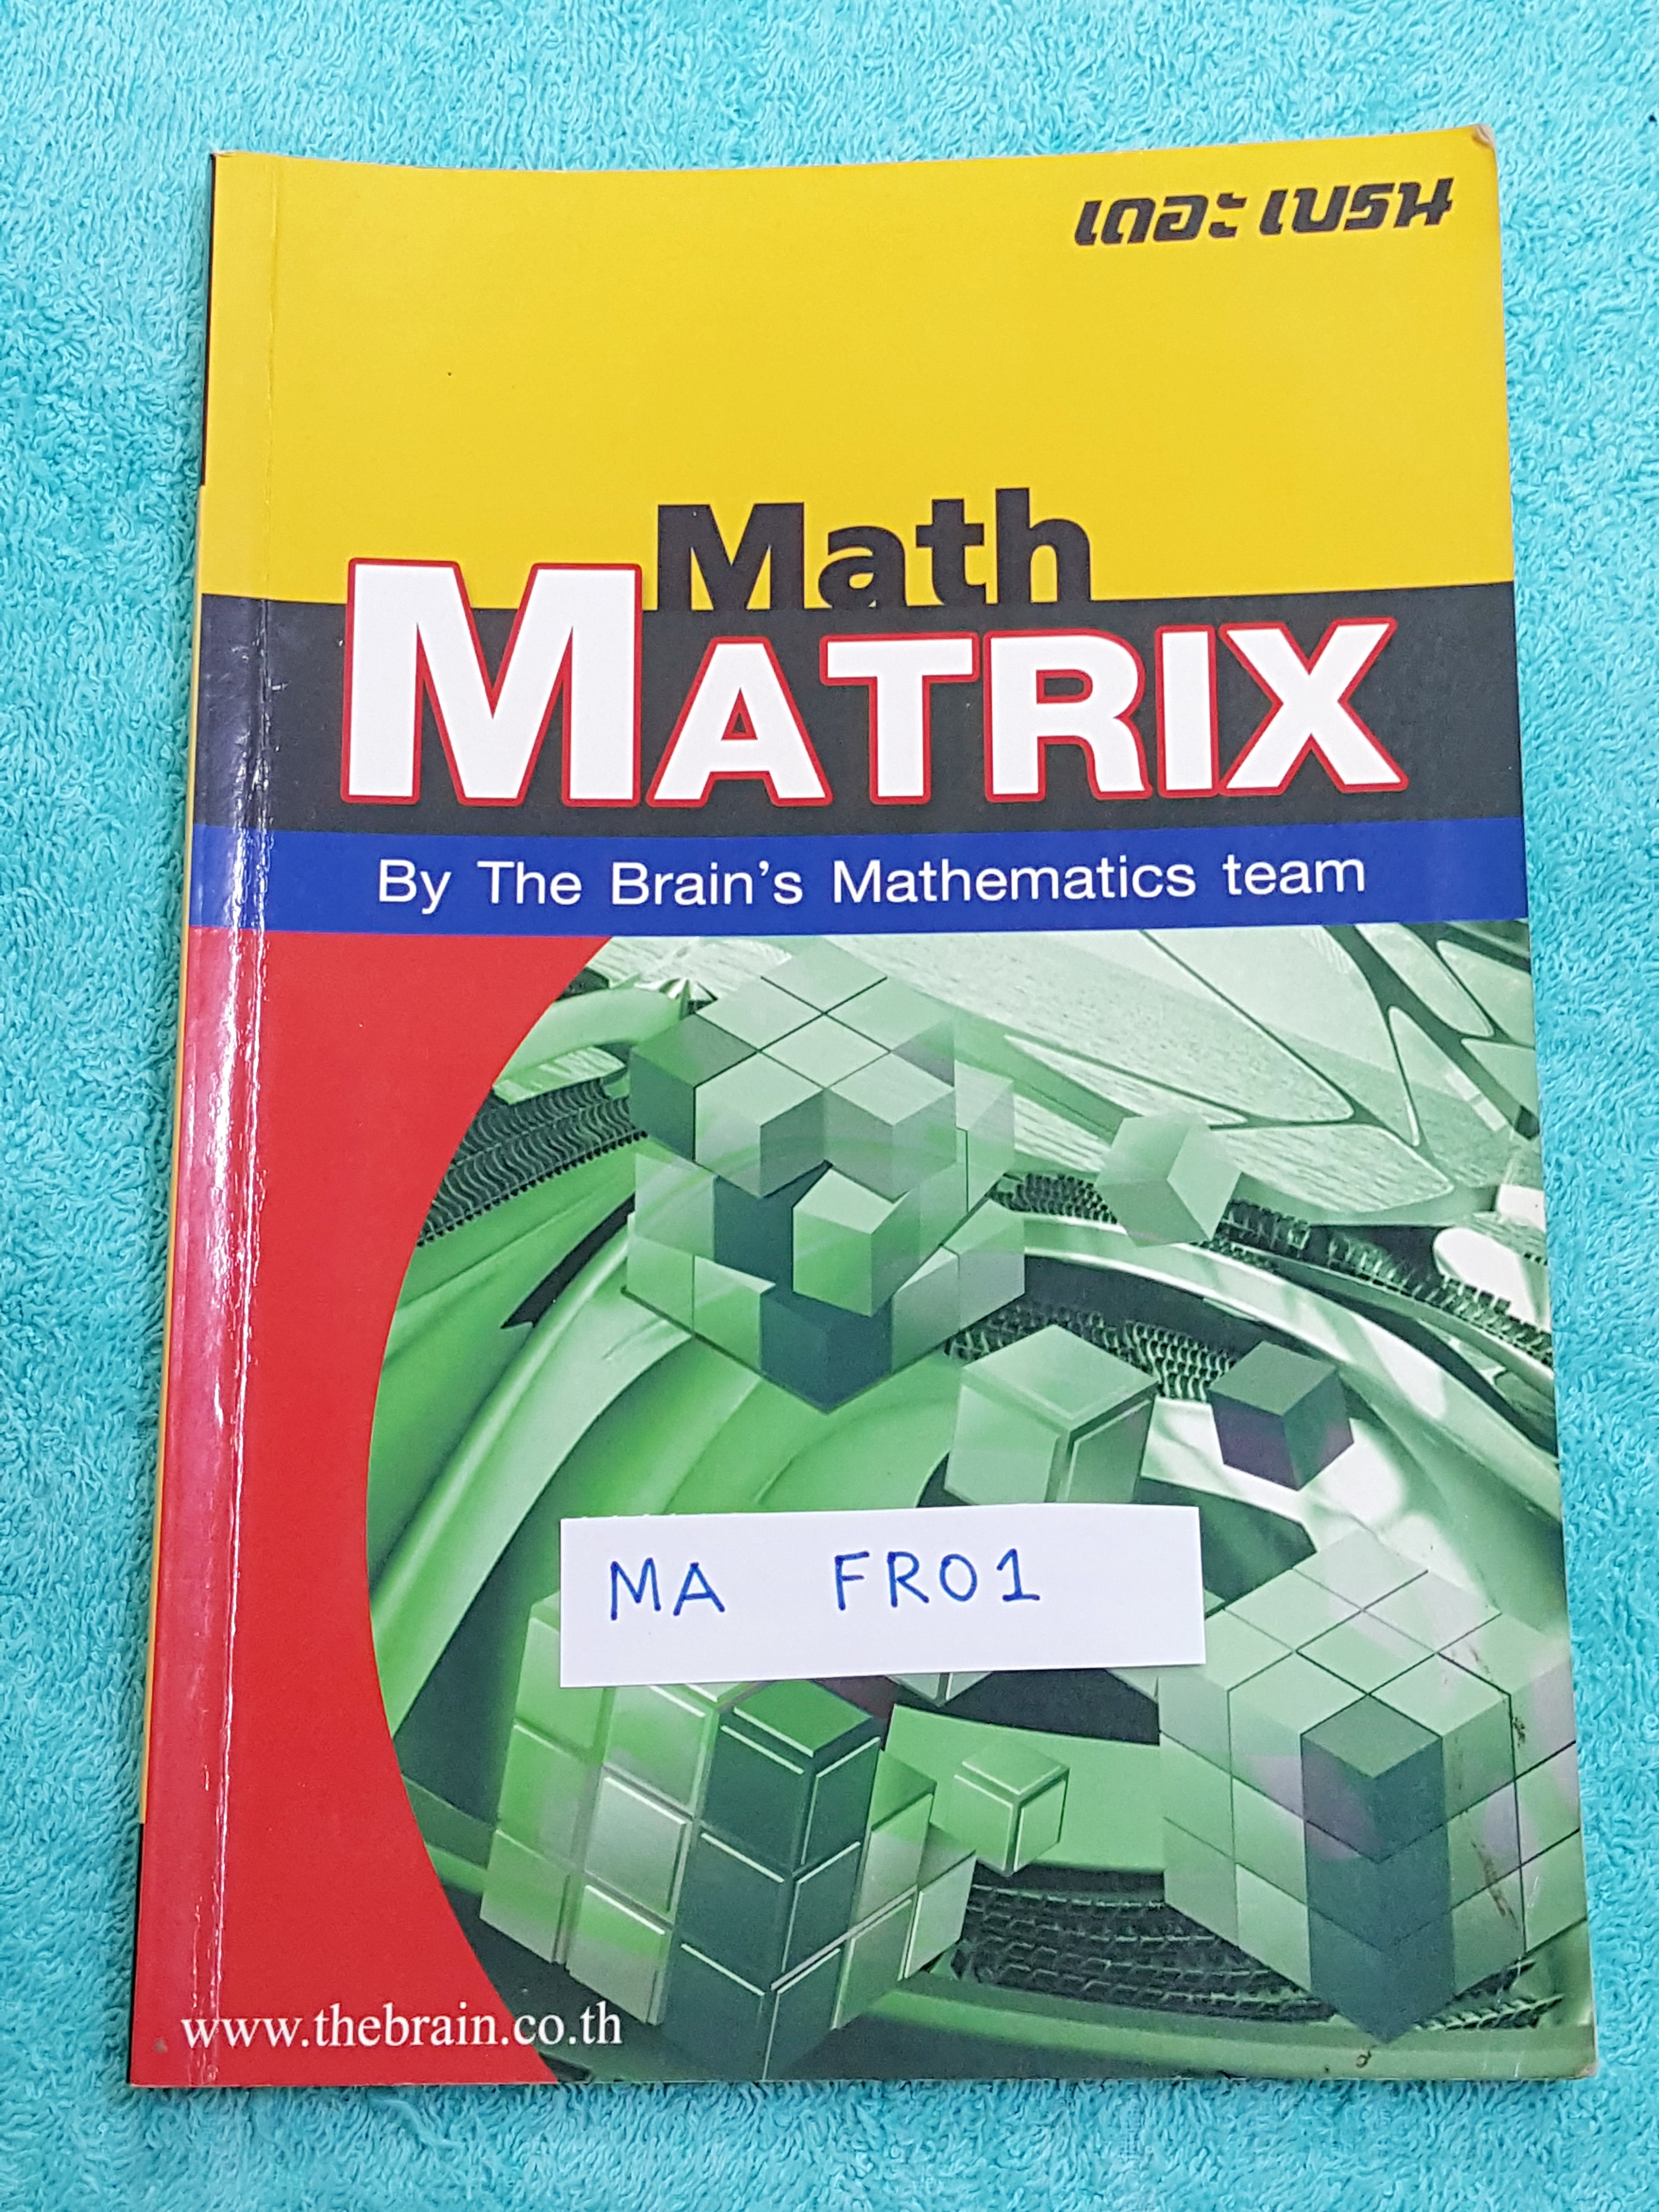 เดอะเบรน
Math
MATRIX
By The Brain's Mathematics team
MA FR01
www.thebrain.co.th